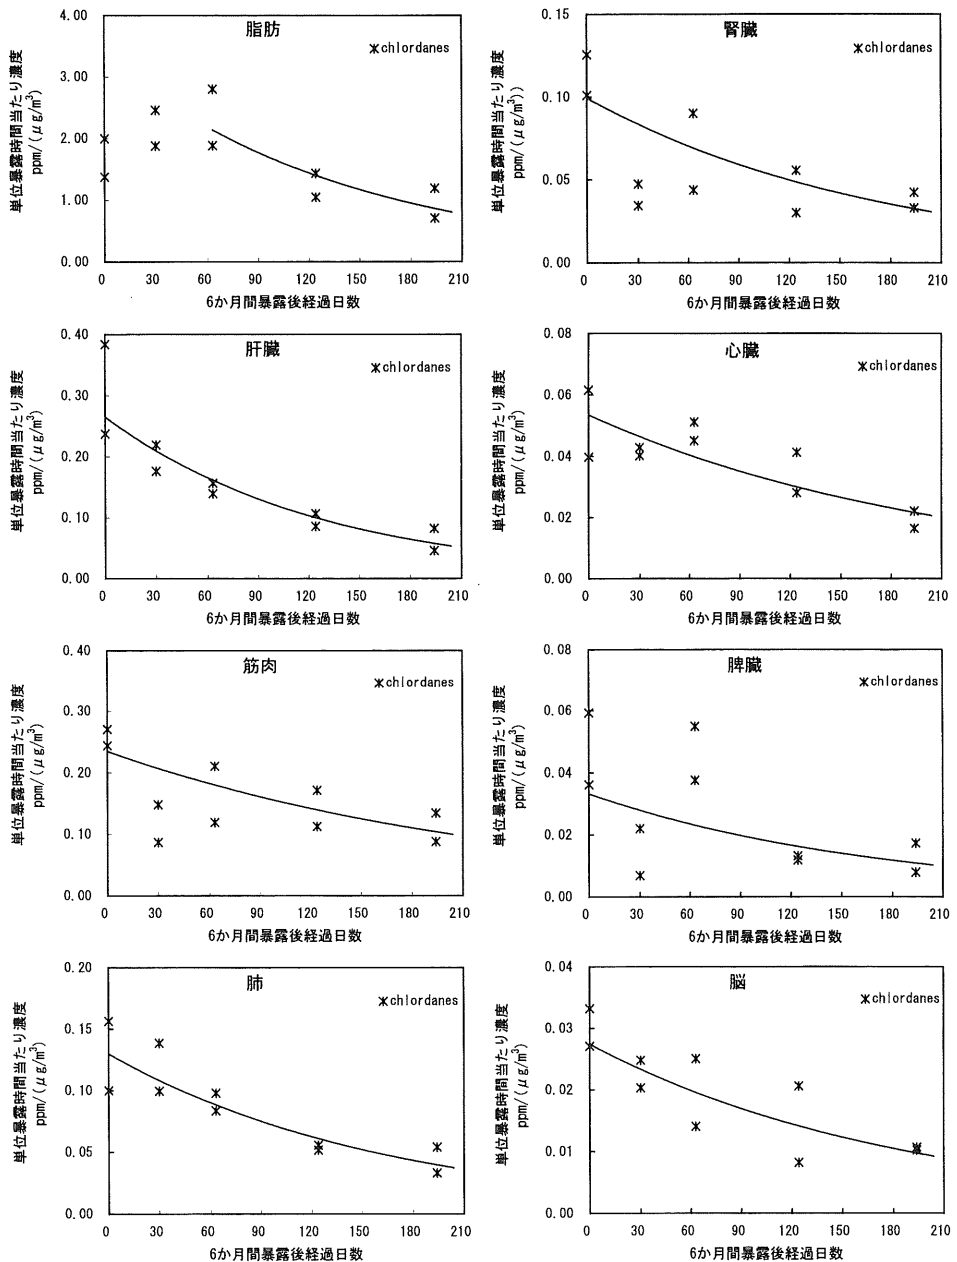 脂肪
chlordanes
単位暴露時間当たり濃度
ppm/(μg/m³)
4.00
3.00
2.00
1.00
0.00
0 30 60 90 120 150 180 210
6か月間暴露後経過日数
腎臓
chlordanes
単位暴露時間当たり濃度
ppm/(μg/m³))
0.15
0.10
0.05
0.00
0 30 60 90 120 150 180 210
6か月間暴露後経過日数
肝臓
chlordanes
単位暴露時間当たり濃度
ppm/(μg/m³)
0.40
0.30
0.20
0.10
0.00
0 30 60 90 120 150 180 210
6か月間暴露後経過日数
心臓
chlordanes
単位暴露時間当たり濃度
ppm/(μg/m³)
0.08
0.06
0.04
0.02
0.00
0 30 60 90 120 150 180 210
6か月間暴露後経過日数
筋肉
chlordanes
単位暴露時間当たり濃度
ppm/(μg/m³)
0.40
0.30
0.20
0.10
0.00
0 30 60 90 120 150 180 210
6か月間暴露後経過日数
脾臓
chlordanes
単位暴露時間当たり濃度
ppm/(μg/m³)
0.08
0.06
0.04
0.02
0.00
0 30 60 90 120 150 180 210
6か月間暴露後経過日数
肺
chlordanes
単位暴露時間当たり濃度
ppm/(μg/m³)
0.20
0.15
0.10
0.05
0.00
0 30 60 90 120 150 180 210
6か月間暴露後経過日数
脳
chlordanes
単位暴露時間当たり濃度
ppm/(μg/m³)
0.04
0.03
0.02
0.01
0.00
0 30 60 90 120 150 180 210
6か月間暴露後経過日数